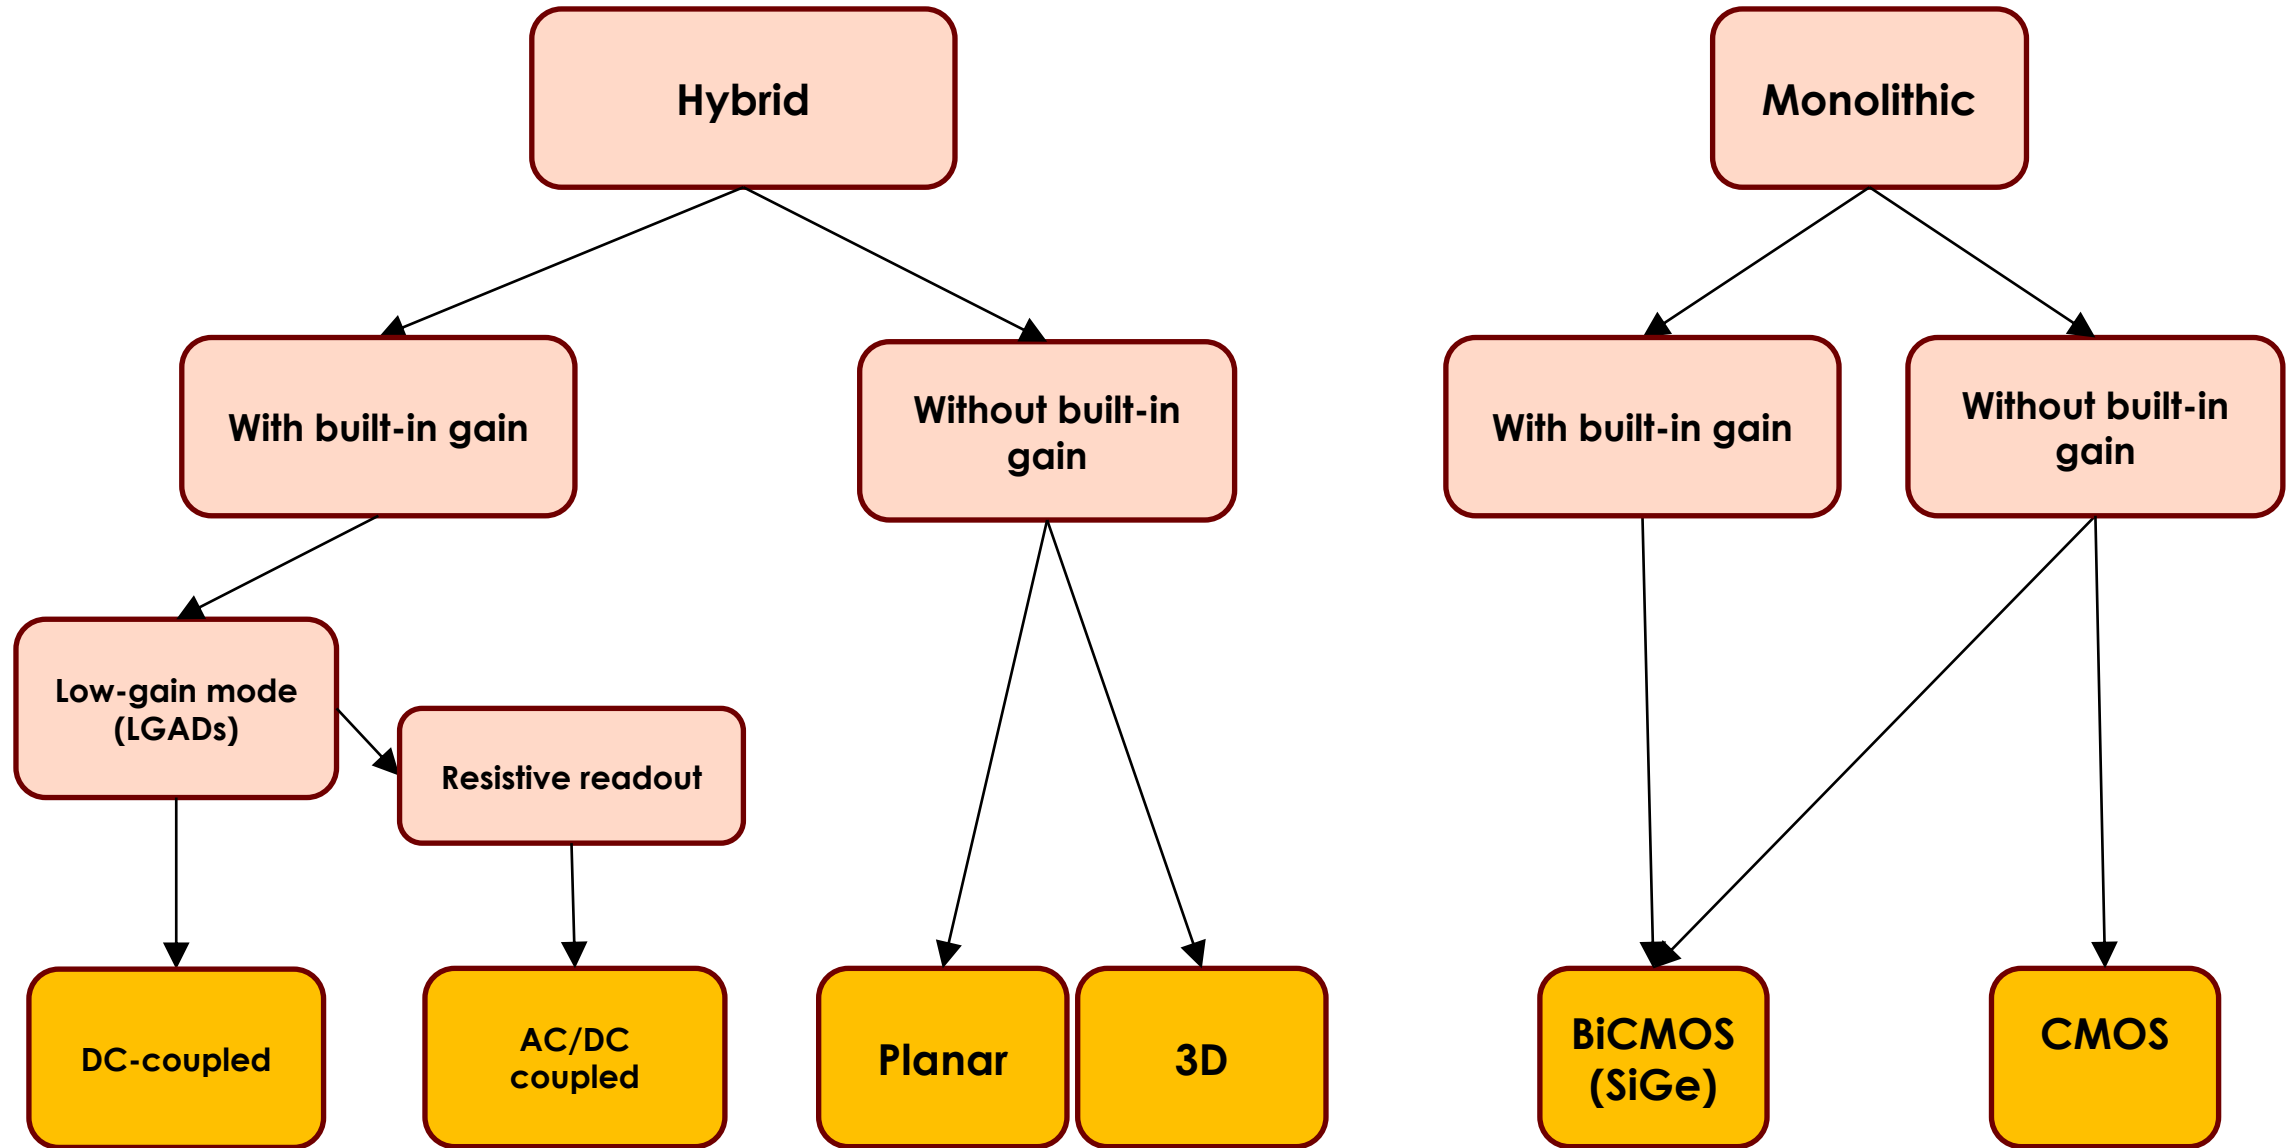 Hybrid
Monolithic
With built-in gain
Without built-in
gain
With built-in gain
Without built-in
gain
Low-gain mode
(LGADs)
Resistive readout
DC-coupled
AC/DC
coupled
Planar
3D
BiCMOS
(SiGe)
CMOS